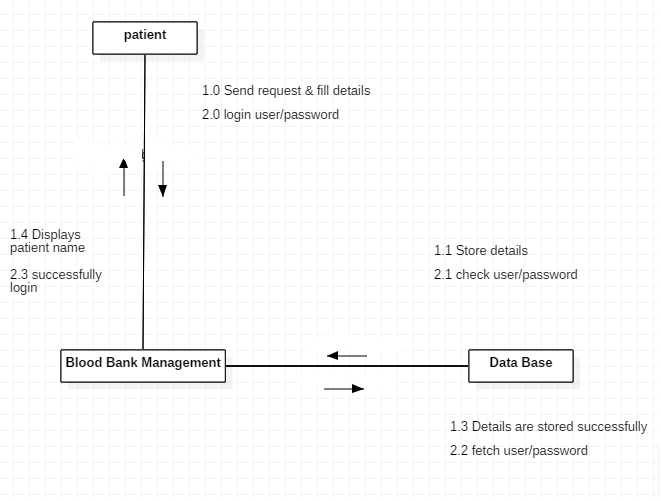 patient
1.0 Send request & fill details
2.0 login user/password
1.4 Displays
patient name
2.3 successfully
login
1.1 Store details
2.1 check user/password
Blood Bank Management
Data Base
1.3 Details are stored successfully
2.2 fetch user/password